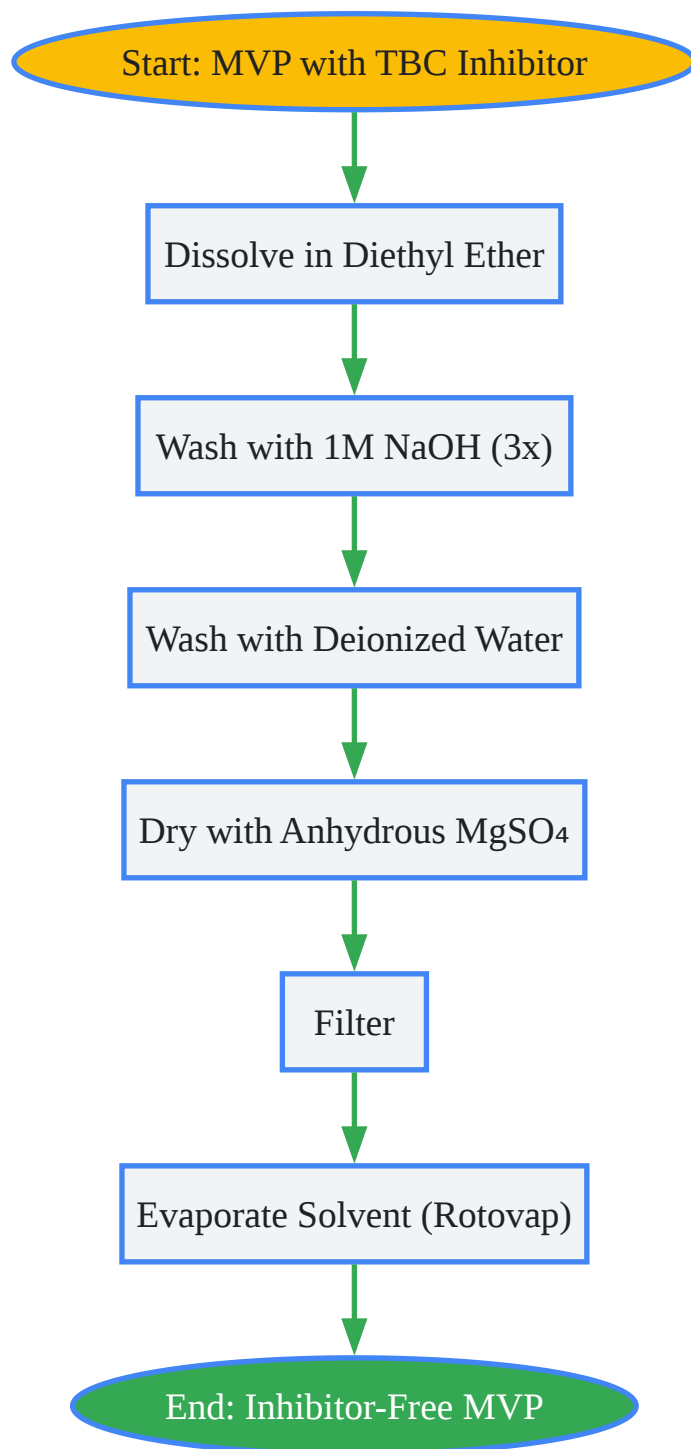 Start: MVP with TBC Inhibitor
Dissolve in Diethyl Ether
Wash with 1M NaOH (3x)
Wash with Deionized Water
Dry with Anhydrous MgSO₄
Filter
Evaporate Solvent (Rotovap)
End: Inhibitor-Free MVP